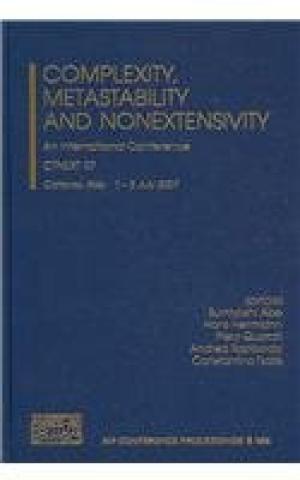 COMPLEXITY,
METASTABILITY
AND NONEXTENSIVITY
An International Conference
CTNEXT 07
Catania, Italy 1 - 5 July 2007
Editors
Sumiyoshi Abe
Hans Herrmann
Piero Quarati
Andrea Rapisarda
Constantino Tsallis
AIP CONFERENCE PROCEEDINGS